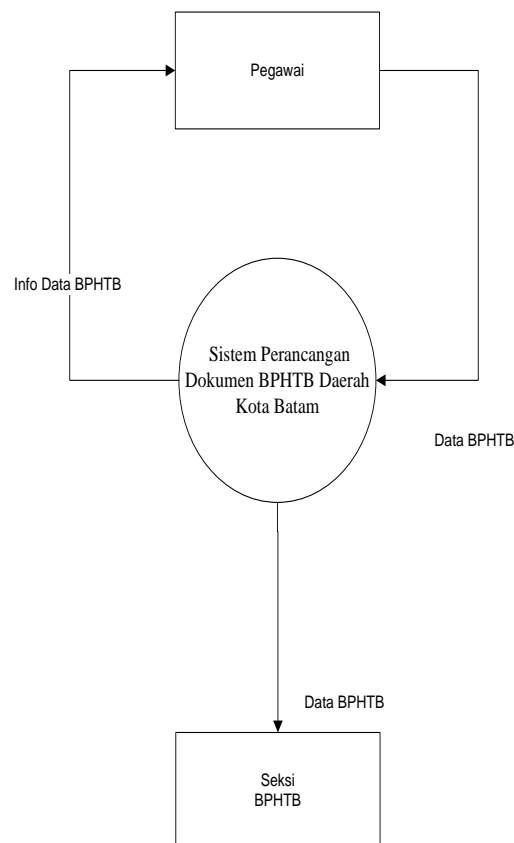 Pegawai
Info Data BPHTB
Sistem Perancangan
Dokumen BPHTB Daerah
Kota Batam
Data BPHTB
Data BPHTB
Seksi
BPHTB